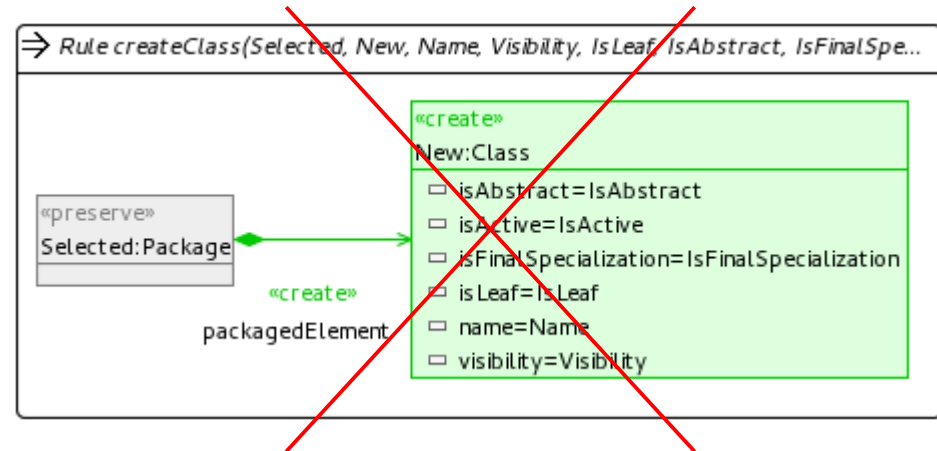 Rule createClass(Selected, New, Name, Visibility, IsLeaf, IsAbstract, IsFinalSpe...
«create»
New:Class
isAbstract=IsAbstract
isActive=IsActive
isFinalSpecialization=IsFinalSpecialization
isLeaf=IsLeaf
name=Name
visibility=Visibility
«preserve»
Selected:Package
«create»
packagedElement